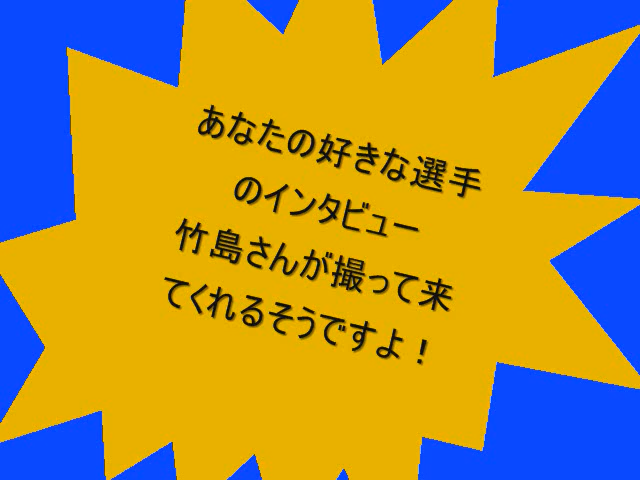 あなたの好きな選手
のインタビュー
竹島さんが撮って来
てくれるそうですよ！